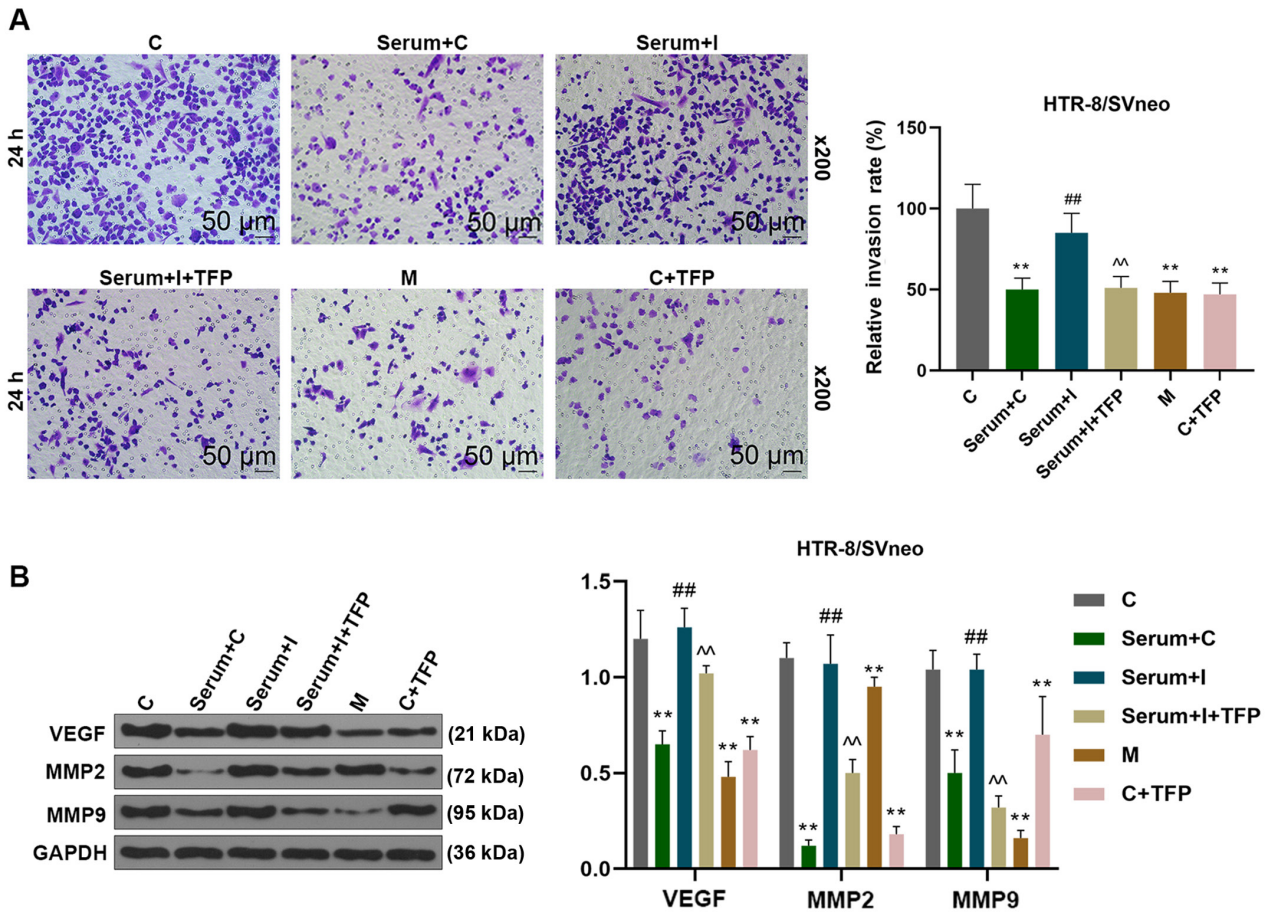 A
C
Serum+C
Serum+I
24 h
50 µm
50 µm
50 µm
x200
Serum+I+TFP
M
C+TFP
24 h
50 µm
50 µm
50 µm
x200
HTR-8/SVneo
Relative invasion rate (%)
150
100
50
0
**
##
^^
**
**
C
Serum+C
Serum+I
Serum+I+TFP
M
C+TFP
B
C
Serum+C
Serum+I
Serum+I+TFP
M
C+TFP
VEGF
(21 kDa)
MMP2
(72 kDa)
MMP9
(95 kDa)
GAPDH
(36 kDa)
HTR-8/SVneo
1.5
1.0
0.5
0.0
**
##
^^
**
**
**
##
^^
**
**
**
##
^^
**
**
VEGF
MMP2
MMP9
C
Serum+C
Serum+I
Serum+I+TFP
M
C+TFP